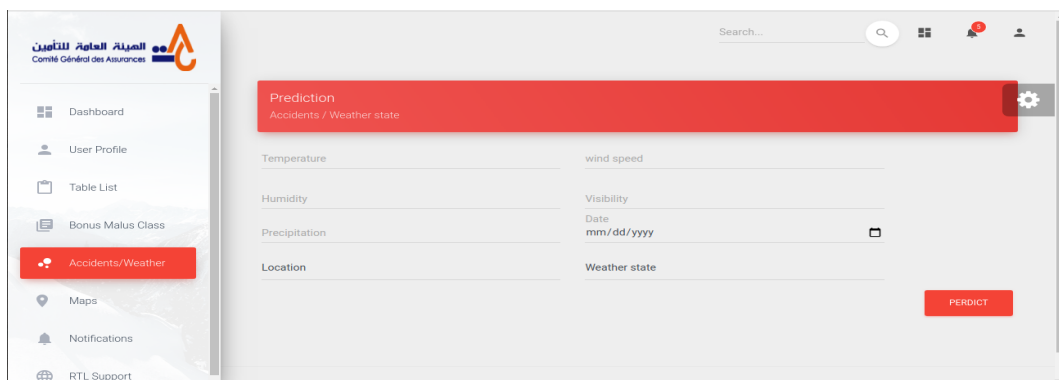 الهيئة العامة للتأمين
Comité Général des Assurances
Search...
5
Dashboard
User Profile
Table List
Bonus Malus Class
Accidents/Weather
Maps
Notifications
RTL Support
Prediction
Accidents / Weather state
Temperature
wind speed
Humidity
Visibility
Precipitation
Date
mm/dd/yyyy
Location
Weather state
PERDICT